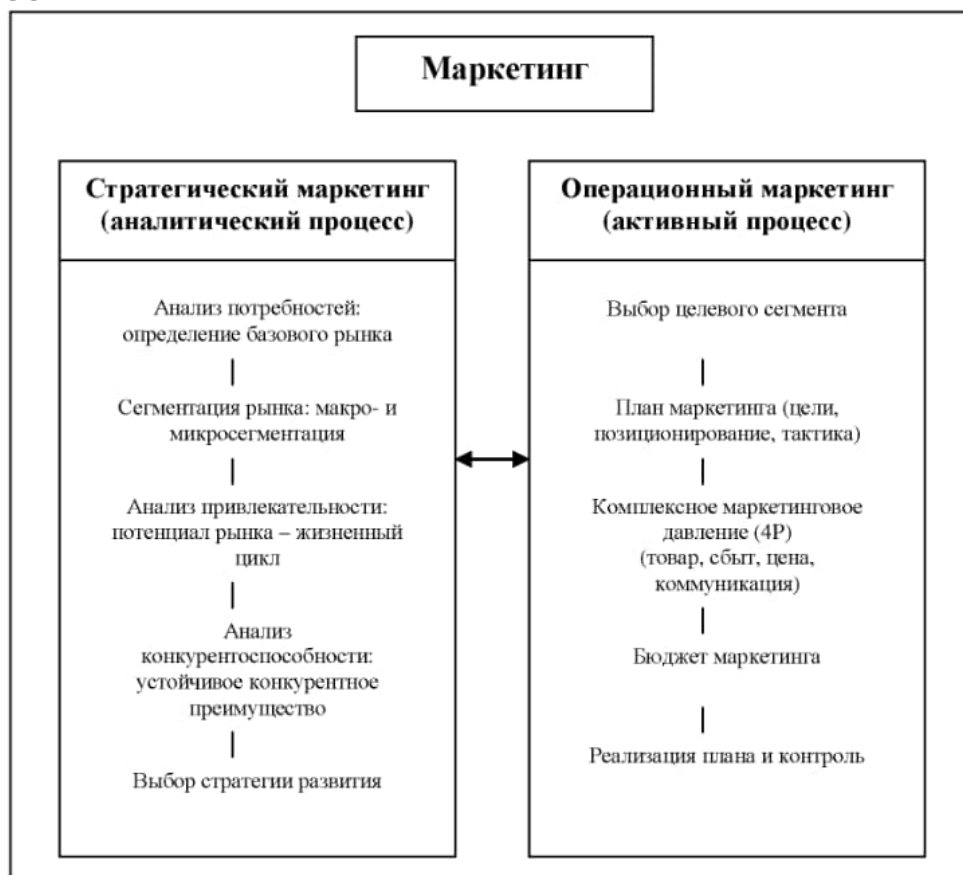 Маркетинг
Стратегический маркетинг
(аналитический процесс)
Анализ потребностей:
определение базового рынка
Сегментация рынка: макро- и
микросегментация
Анализ привлекательности:
потенциал рынка – жизненный
цикл
Анализ
конкурентоспособности:
устойчивое конкурентное
преимущество
Выбор стратегии развития
Операционный маркетинг
(активный процесс)
Выбор целевого сегмента
План маркетинга (цели,
позиционирование, тактика)
Комплексное маркетинговое
давление (4Р)
(товар, сбыт, цена,
коммуникация)
Бюджет маркетинга
Реализация плана и контроль